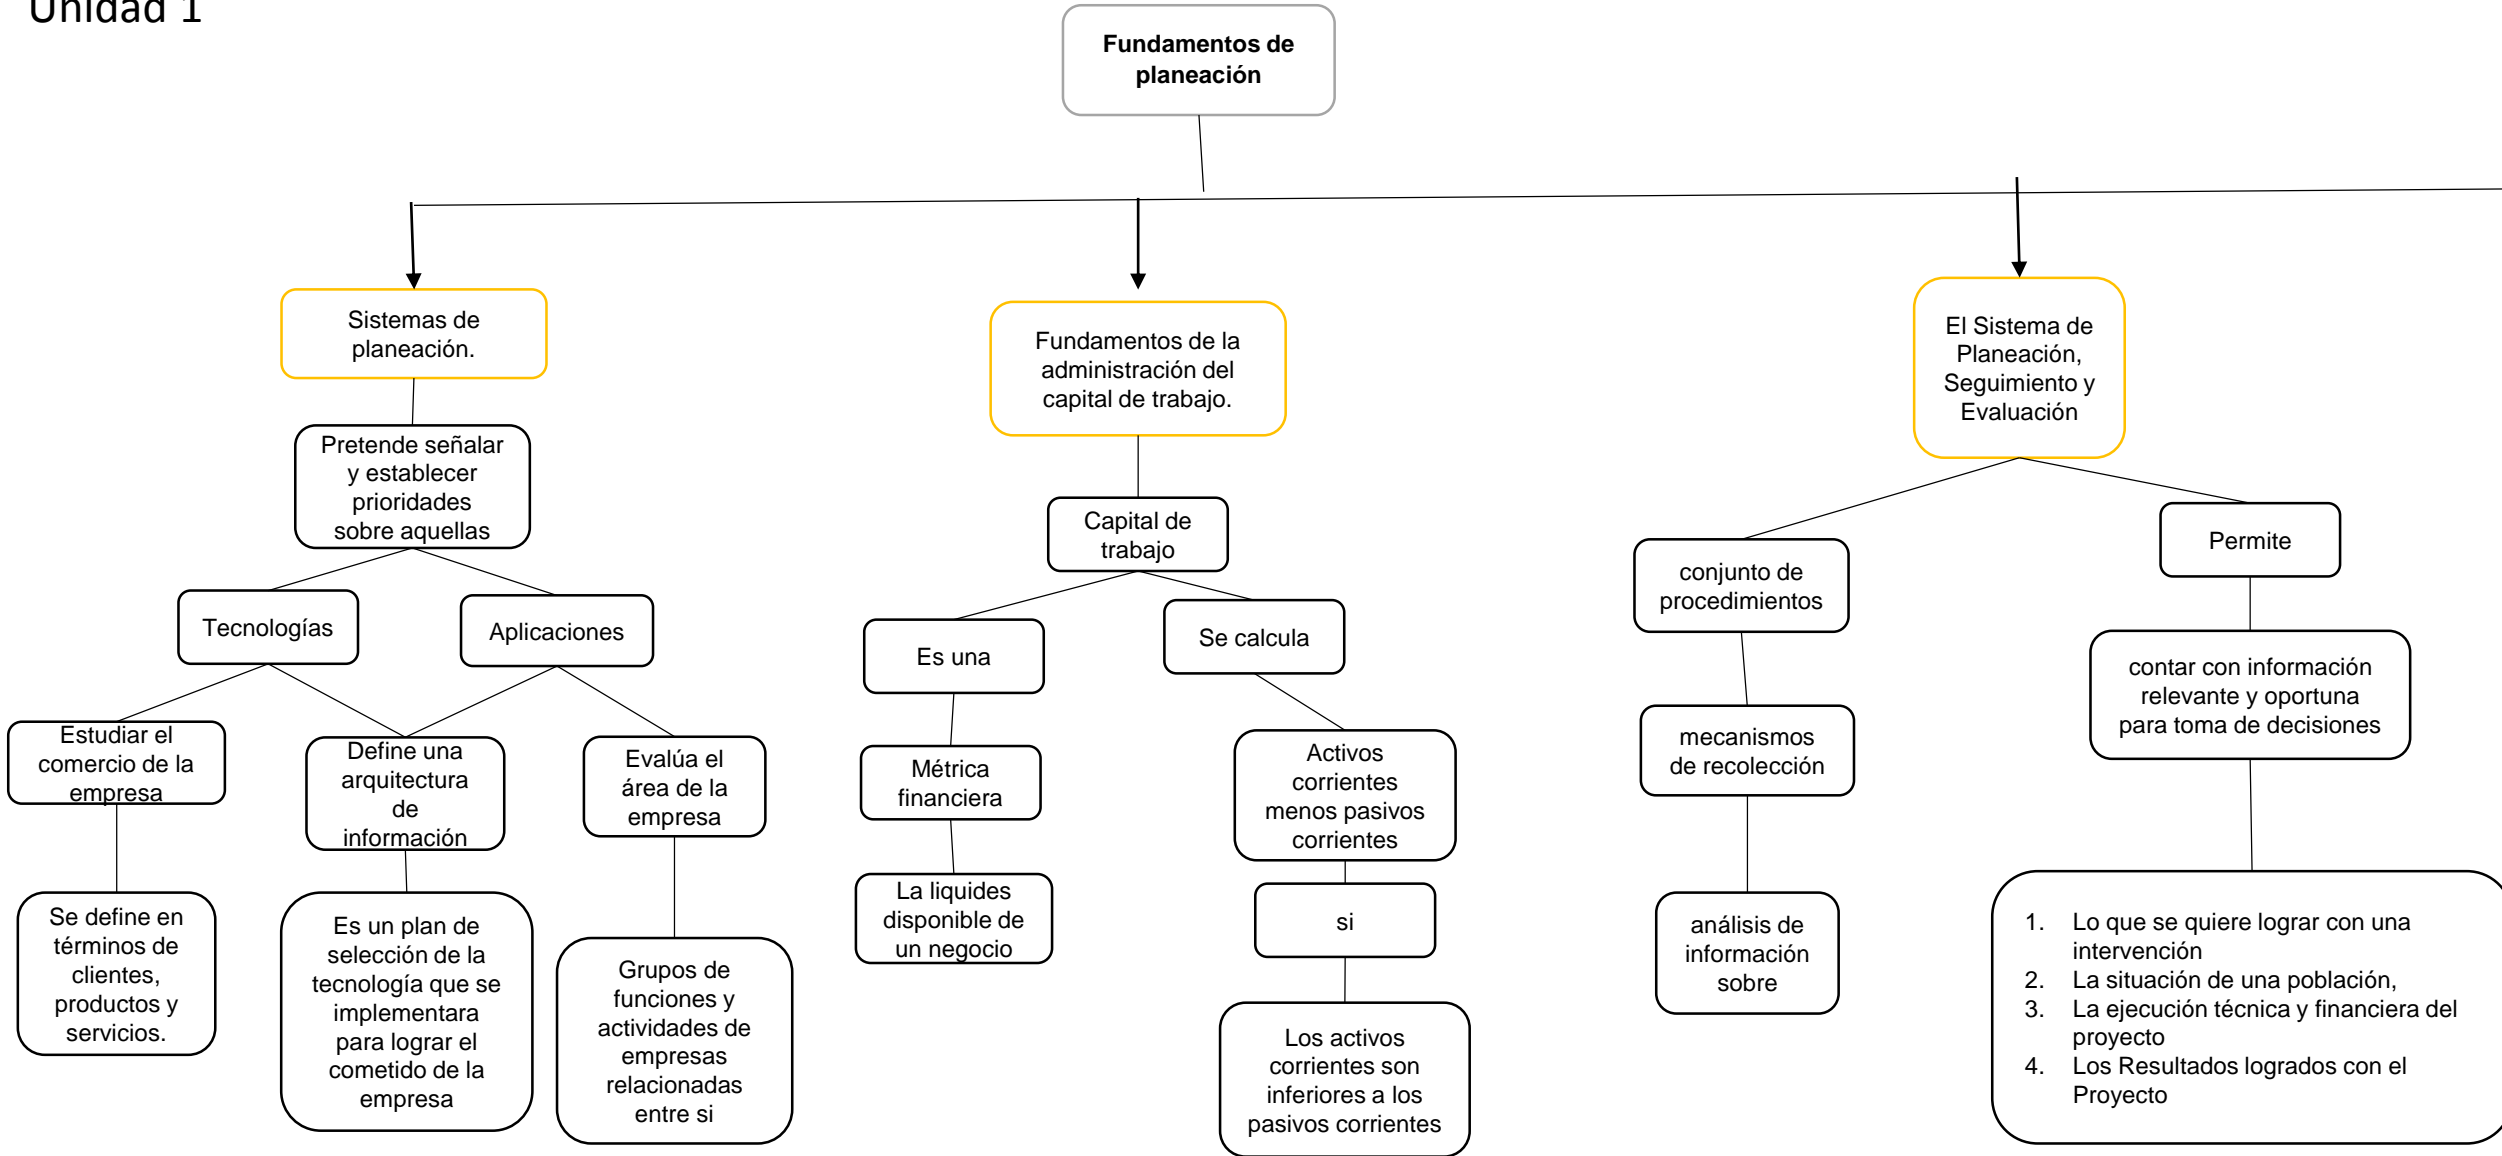 Unidad 1
Fundamentos de
planeación
Sistemas de
planeación.
Pretende señalar
y establecer
prioridades
sobre aquellas
Tecnologías
Aplicaciones
Estudiar el
comercio de la
empresa
Define una
arquitectura
de
información
Evalúa el
área de la
empresa
Se define en
términos de
clientes,
productos y
servicios.
Es un plan de
selección de la
tecnología que se
implementara
para lograr el
cometido de la
empresa
Grupos de
funciones y
actividades de
empresas
relacionadas
entre si
Fundamentos de la
administración del
capital de trabajo.
Capital de
trabajo
Es una
Se calcula
Métrica
financiera
La liquides
disponible de
un negocio
Activos
corrientes
menos pasivos
corrientes
si
Los activos
corrientes son
inferiores a los
pasivos corrientes
El Sistema de
Planeación,
Seguimiento y
Evaluación
conjunto de
procedimientos
mecanismos
de recolección
análisis de
información
sobre
Permite
contar con información
relevante y oportuna
para toma de decisiones
1. Lo que se quiere lograr con una
intervención
2. La situación de una población,
3. La ejecución técnica y financiera del
proyecto
4. Los Resultados logrados con el
Proyecto